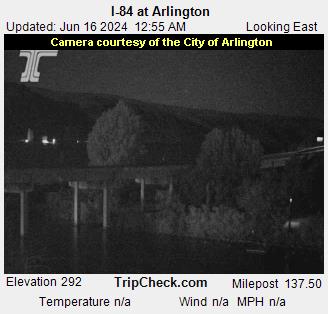 I-84 at Arlington
Updated: Jun 16 2024 12:55 AM Looking East
Camera courtesy of the City of Arlington
Elevation 292 TripCheck.com Milepost 137.50
Temperature n/a Wind n/a MPH n/a